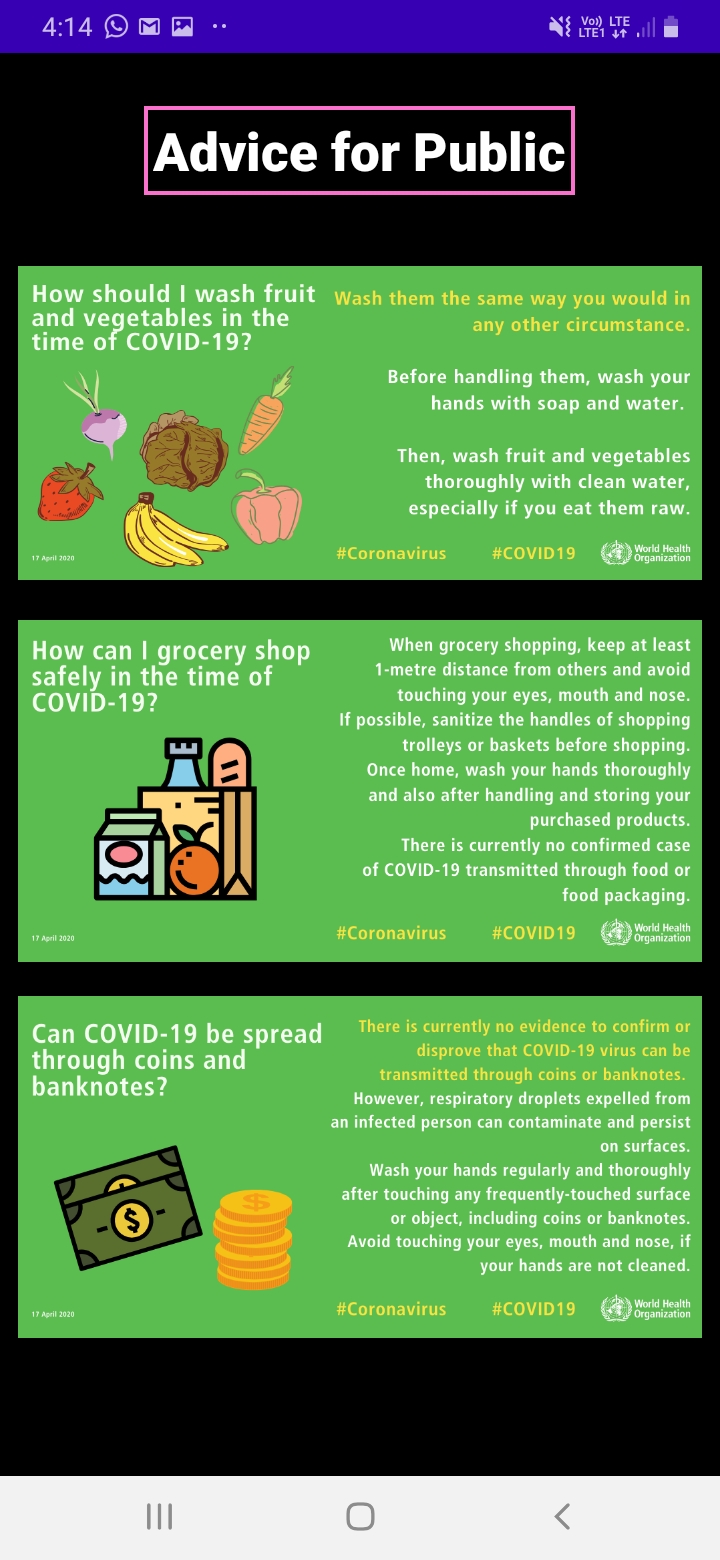 4:14
Vo)) LTE
LTE1
Advice for Public
How should I wash fruit
and vegetables in the
time of COVID-19?
Wash them the same way you would in
any other circumstance.
Before handling them, wash your
hands with soap and water.
Then, wash fruit and vegetables
thoroughly with clean water,
especially if you eat them raw.
17 April 2020
#Coronavirus #COVID19
World Health
Organization
How can I grocery shop
safely in the time of
COVID-19?
When grocery shopping, keep at least
1-metre distance from others and avoid
touching your eyes, mouth and nose.
If possible, sanitize the handles of shopping
trolleys or baskets before shopping.
Once home, wash your hands thoroughly
and also after handling and storing your
purchased products.
There is currently no confirmed case
of COVID-19 transmitted through food or
food packaging.
17 April 2020
#Coronavirus #COVID19
World Health
Organization
Can COVID-19 be spread
through coins and
banknotes?
There is currently no evidence to confirm or
disprove that COVID-19 virus can be
transmitted through coins or banknotes.
However, respiratory droplets expelled from
an infected person can contaminate and persist
on surfaces.
Wash your hands regularly and thoroughly
after touching any frequently-touched surface
or object, including coins or banknotes.
Avoid touching your eyes, mouth and nose, if
your hands are not cleaned.
$
$
17 April 2020
#Coronavirus #COVID19
World Health
Organization